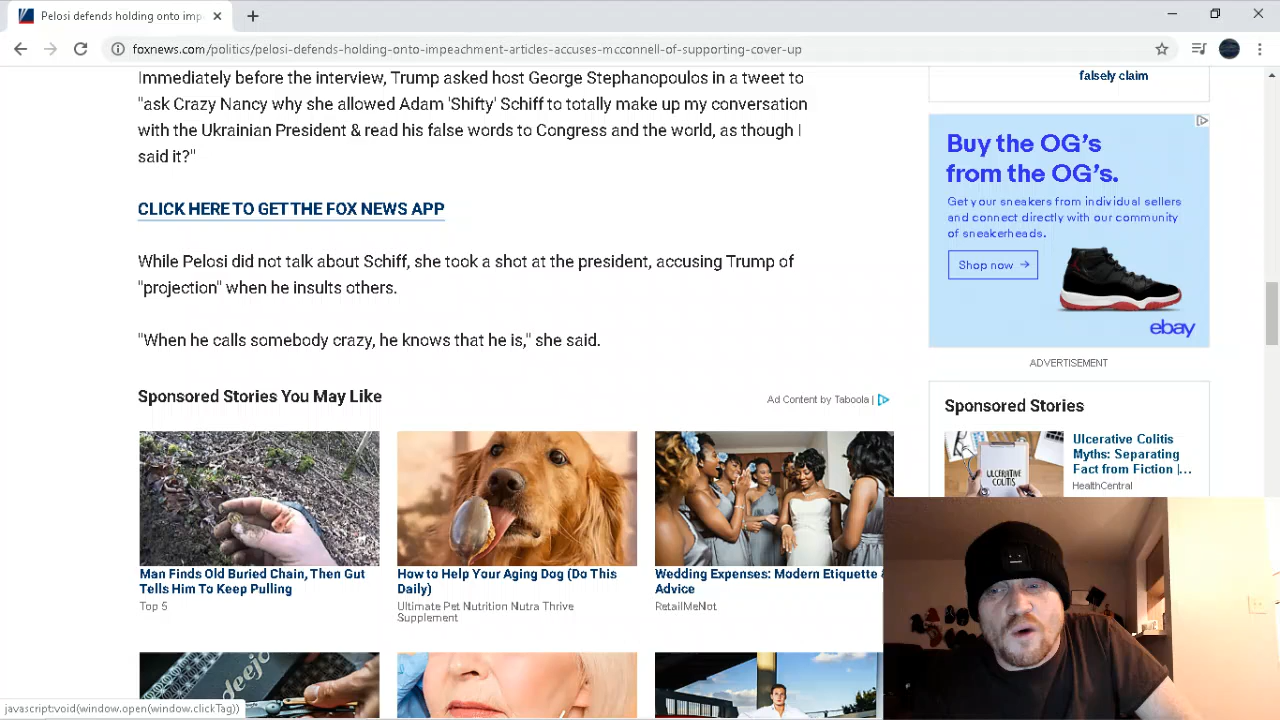 Pelosi defends holding onto imp
foxnews.com/politics/pelosi-defends-holding-onto-impeachment-articles-accuses-mcconnell-of-supporting-cover-up
Immediately before the interview, Trump asked host George Stephanopoulos in a tweet to
"ask Crazy Nancy why she allowed Adam 'Shifty' Schiff to totally make up my conversation
with the Ukrainian President & read his false words to Congress and the world, as though I
said it?"
CLICK HERE TO GET THE FOX NEWS APP
While Pelosi did not talk about Schiff, she took a shot at the president, accusing Trump of
"projection" when he insults others.
"When he calls somebody crazy, he knows that he is," she said.
Sponsored Stories You May Like
Ad Content by Taboola |
Man Finds Old Buried Chain, Then Gut
Tells Him To Keep Pulling
Top 5
How to Help Your Aging Dog (Do This
Daily)
Ultimate Pet Nutrition Nutra Thrive
Supplement
Wedding Expenses: Modern Etiquette
Advice
RetailMeNot
falsely claim
Buy the OG's
from the OG's.
Get your sneakers from individual sellers
and connect directly with our community
of sneakerheads.
Shop now →
ebay
ADVERTISEMENT
Sponsored Stories
ULCERATIVE
COLITIS
Ulcerative Colitis
Myths: Separating
Fact from Fiction |...
HealthCentral
javascript:void(window.open(window.clickTag))